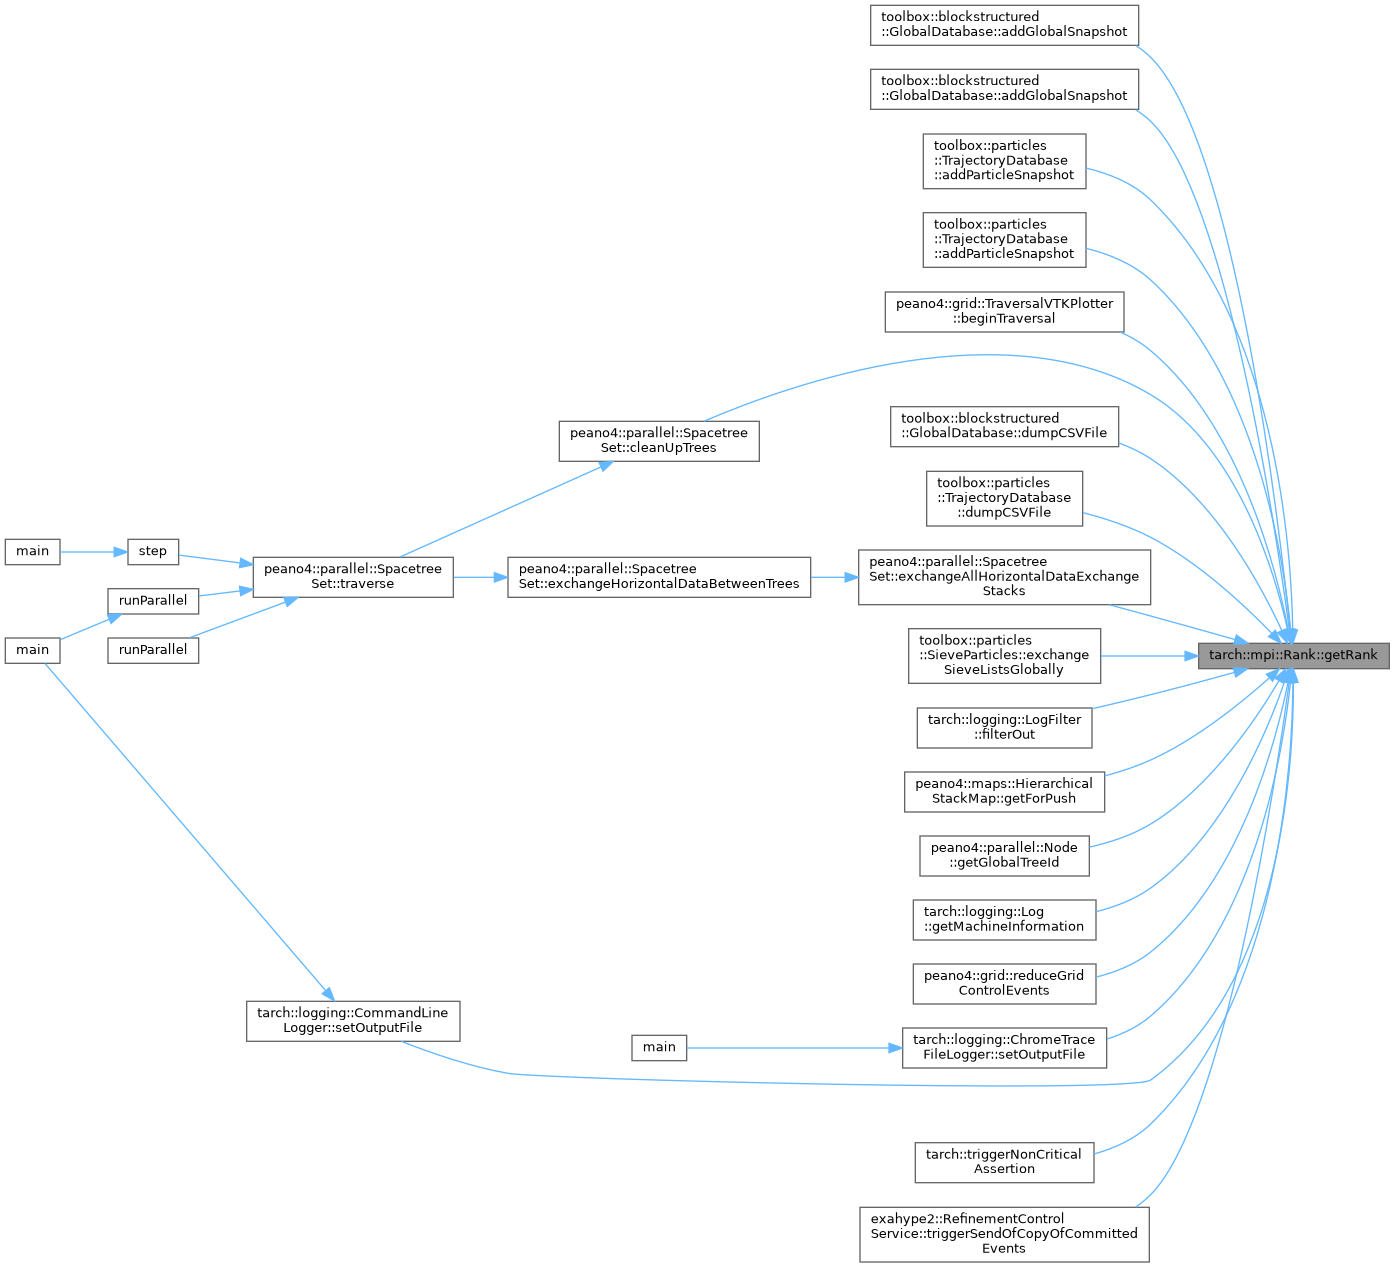 toolbox::blockstructured
::GlobalDatabase::addGlobalSnapshot
toolbox::blockstructured
::GlobalDatabase::addGlobalSnapshot
toolbox::particles
::TrajectoryDatabase
::addParticleSnapshot
toolbox::particles
::TrajectoryDatabase
::addParticleSnapshot
peano4::grid::TraversalVTKPlotter
::beginTraversal
peano4::parallel::Spacetree
Set::cleanUpTrees
toolbox::blockstructured
::GlobalDatabase::dumpCSVFile
toolbox::particles
::TrajectoryDatabase
::dumpCSVFile
main
step
peano4::parallel::Spacetree
Set::traverse
peano4::parallel::Spacetree
Set::exchangeHorizontalDataBetweenTrees
peano4::parallel::Spacetree
Set::exchangeAllHorizontalDataExchange
Stacks
runParallel
main
runParallel
toolbox::particles
::SieveParticles::exchange
SieveListsGlobally
tarch::mpi::Rank::getRank
tarch::logging::LogFilter
::filterOut
peano4::maps::Hierarchical
StackMap::getForPush
peano4::parallel::Node
::getGlobalTreeId
tarch::logging::Log
::getMachineInformation
peano4::grid::reduceGrid
ControlEvents
tarch::logging::CommandLine
Logger::setOutputFile
main
tarch::logging::ChromeTrace
FileLogger::setOutputFile
tarch::triggerNonCritical
Assertion
exahype2::RefinementControl
Service::triggerSendOfCopyOfCommitted
Events